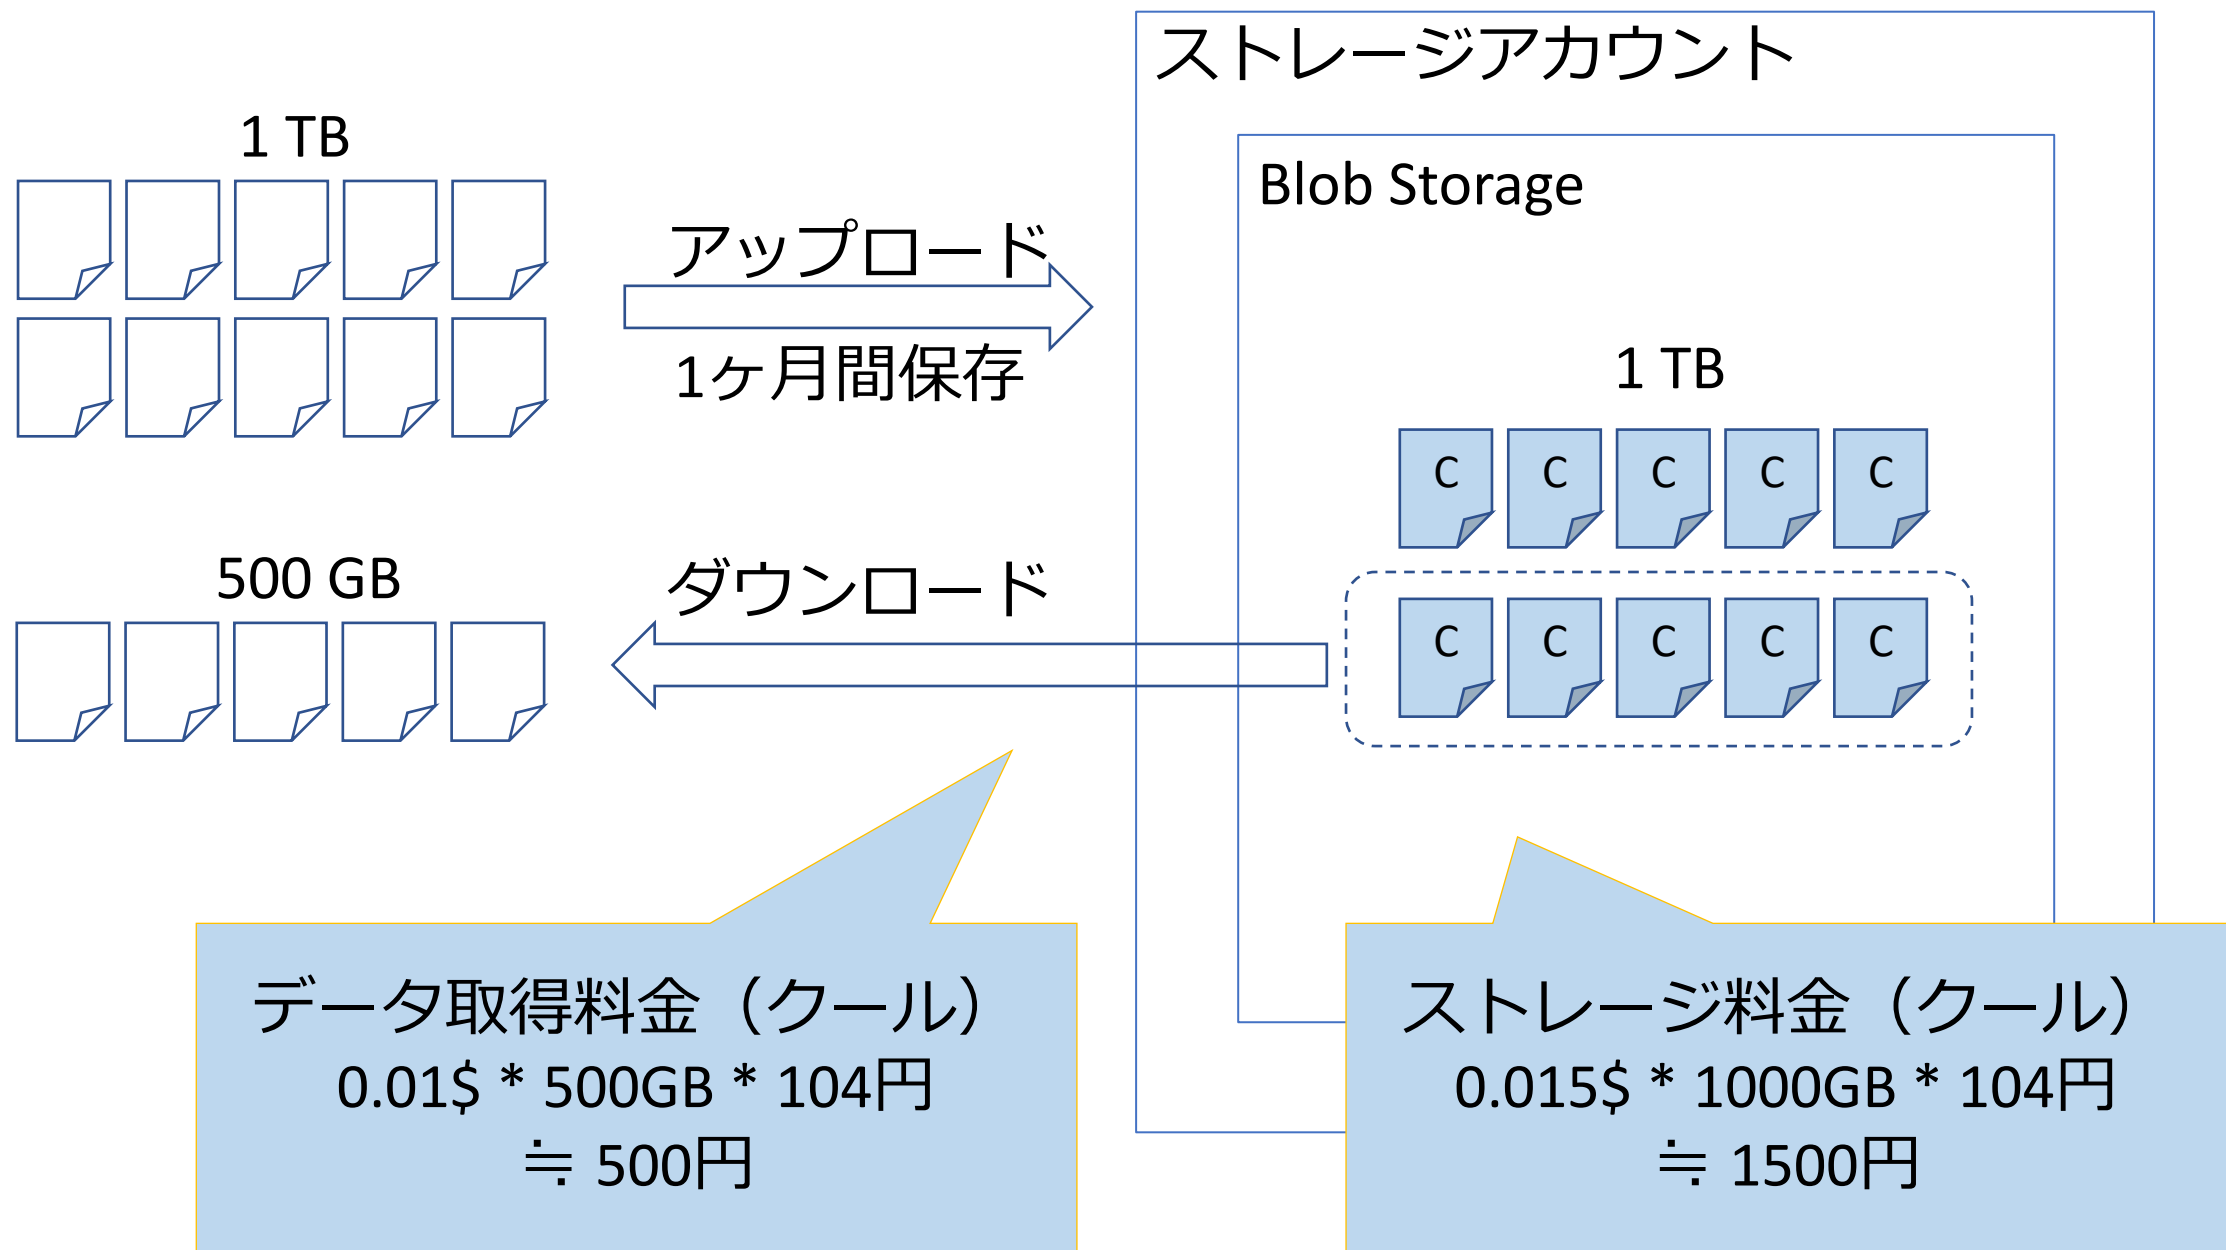 ストレージアカウント
1 TB
Blob Storage
アップロード
1ヶ月間保存
1 TB
C C C C C
500 GB
ダウンロード
C C C C C
データ取得料金（クール）
0.01$ * 500GB * 104円
≒ 500円
ストレージ料金（クール）
0.015$ * 1000GB * 104円
≒ 1500円